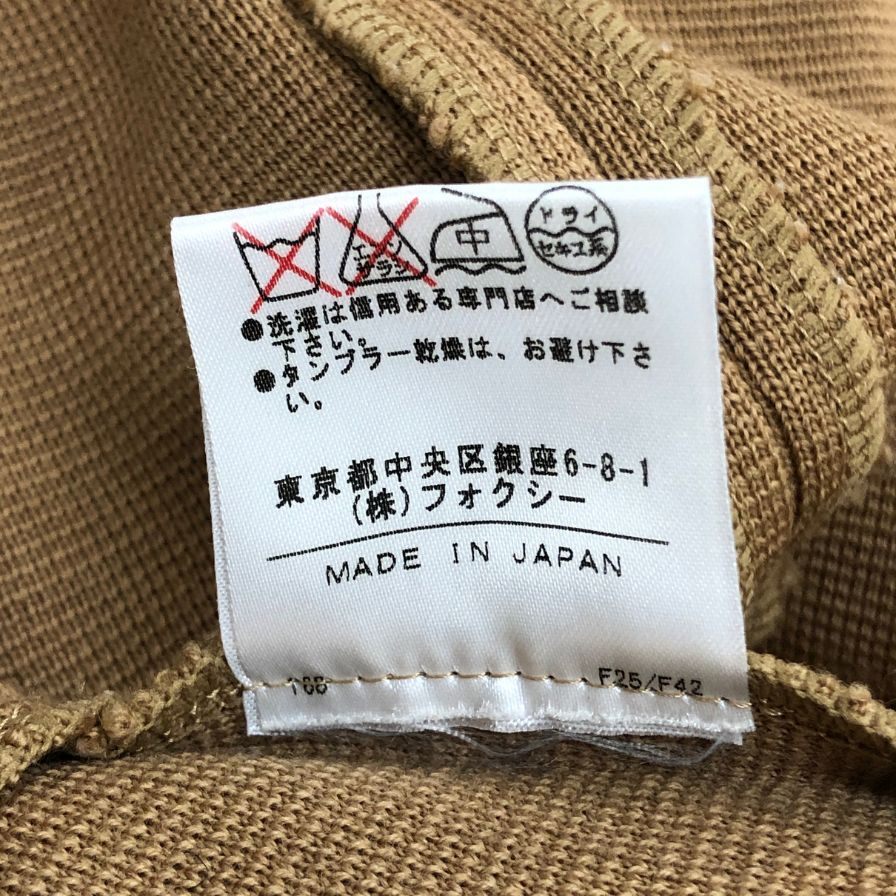 エンソ
サラシ
中
ドライ
セキユ系
●洗濯は信用ある専門店へご相談
下さい。
●タンブラー乾燥は、お避け下さ
い。
東京都中央区銀座6-8-1
(株)フォクシー
MADE IN JAPAN
F25/F42